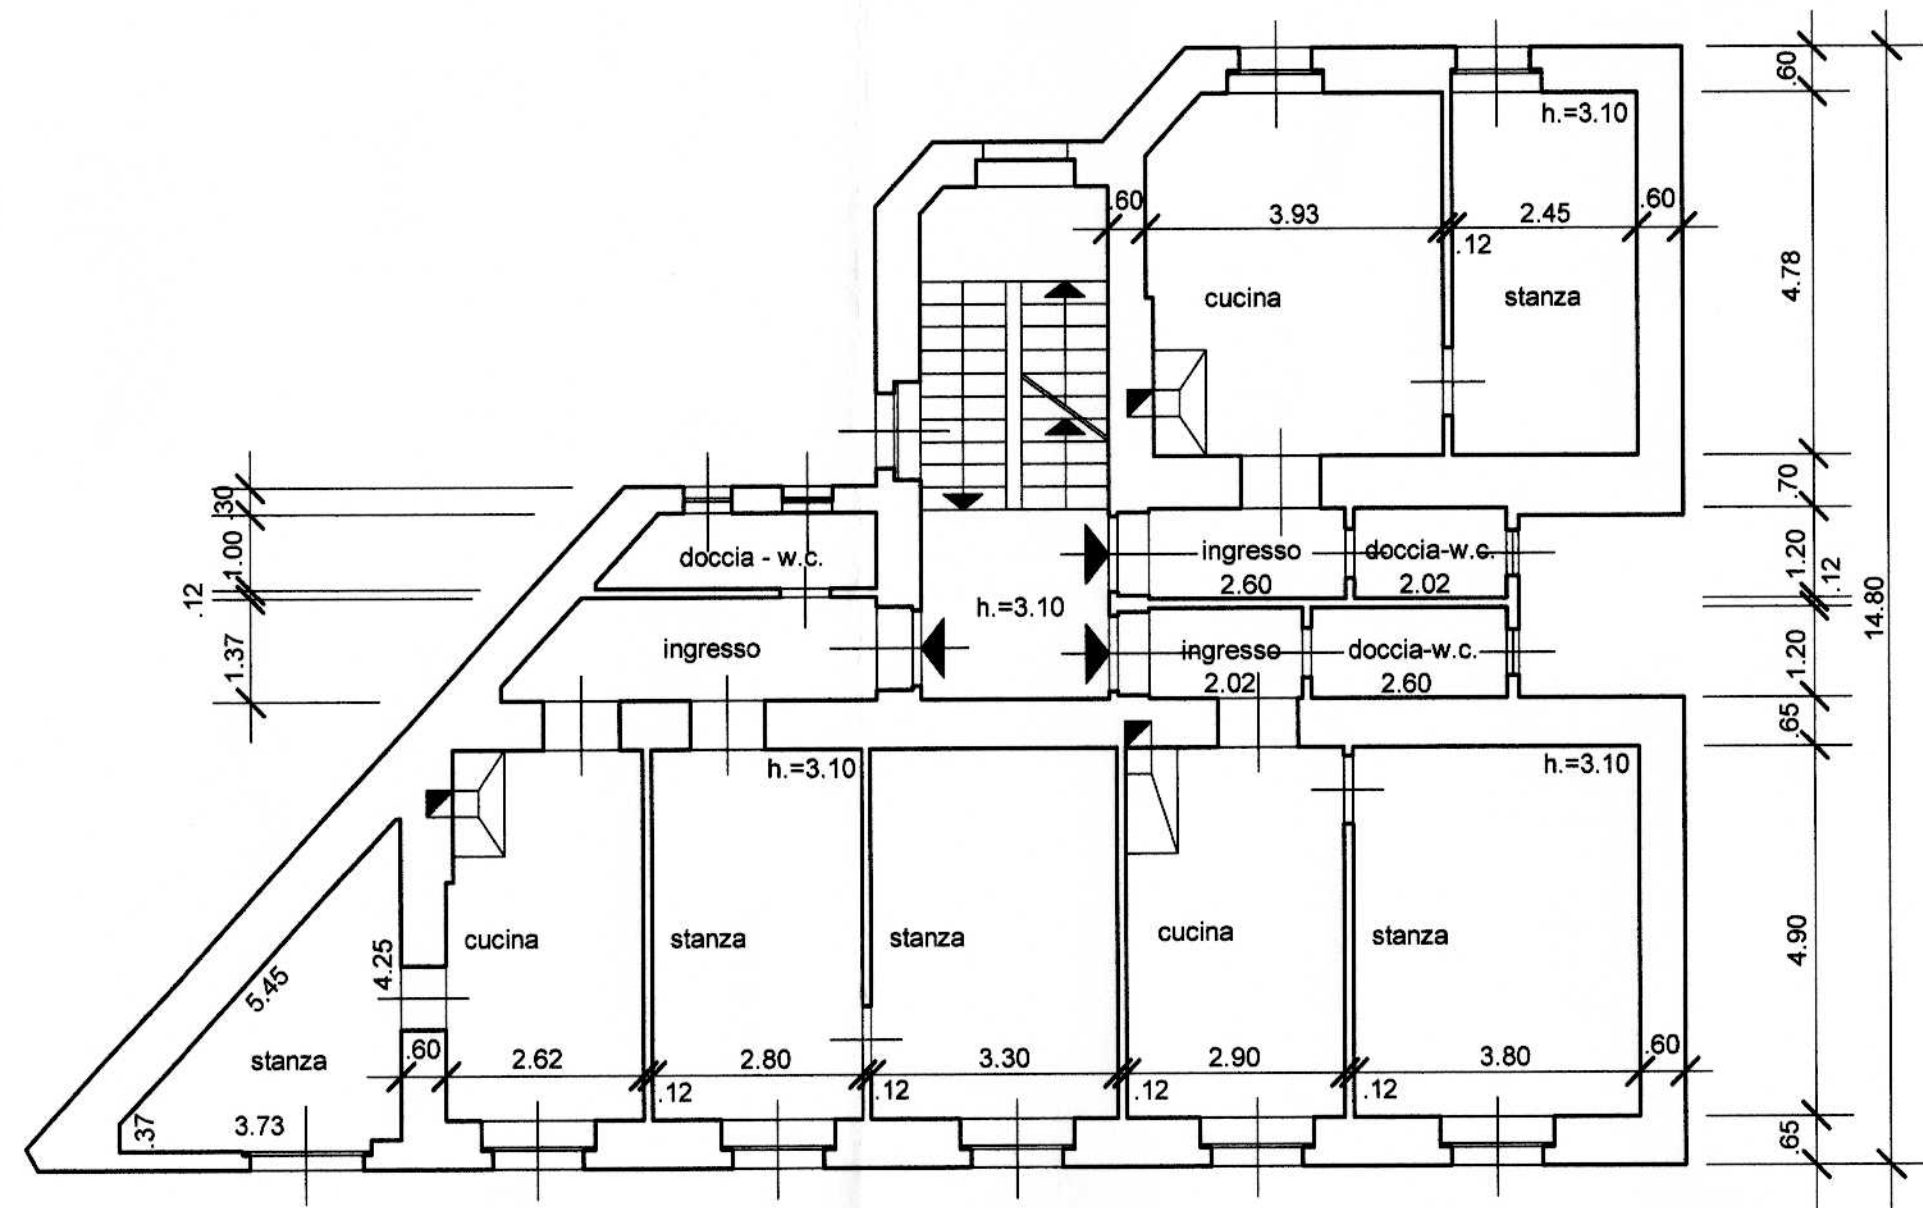 .60
h.=3.10
.60
3.93
.12
2.45
.60
4.78
cucina
stanza
.30
1.00
.12
1.37
doccia - w.c.
ingresso
h.=3.10
ingresso
2.60
doccia-w.c.
2.02
ingresso
2.02
doccia-w.c.
2.60
.70
1.20
.12
14.80
1.20
.65
h.=3.10
h.=3.10
5.45
4.25
cucina
stanza
stanza
cucina
stanza
4.90
stanza
.60
2.62
.12
2.80
.12
3.30
.12
2.90
.12
3.80
.60
.37
3.73
.65